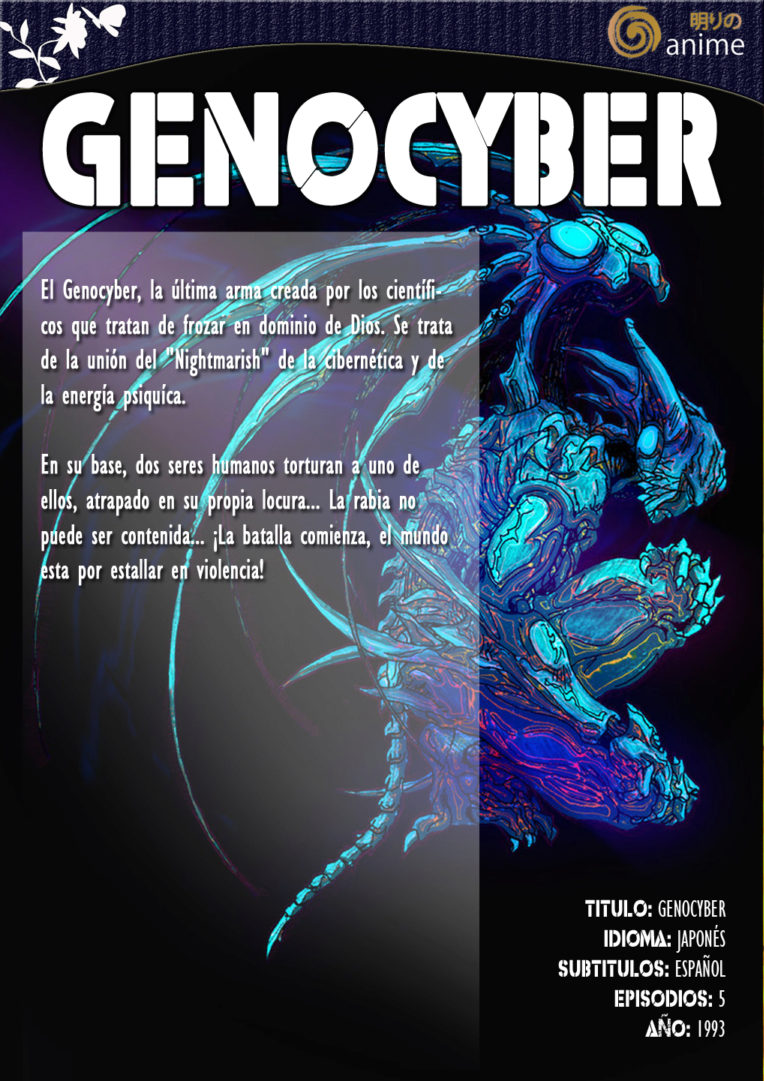 明りの
anime
GENOCYBER
El Genocyber, la última arma creada por los científi-
cos que tratan de frozar en dominio de Dios. Se trata
de la unión del "Nightmarish" de la cibernética y de
la energía psiquíca.
En su base, dos seres humanos torturan a uno de
ellos, atrapado en su propia locura... La rabia no
puede ser contenida... ¡La batalla comienza, el mundo
esta por estallar en violencia!
TITULO: GENOCYBER
IDIOMA: JAPONÉS
SUBTITULOS: ESPAÑOL
EPISODIOS: 5
AÑO: 1993